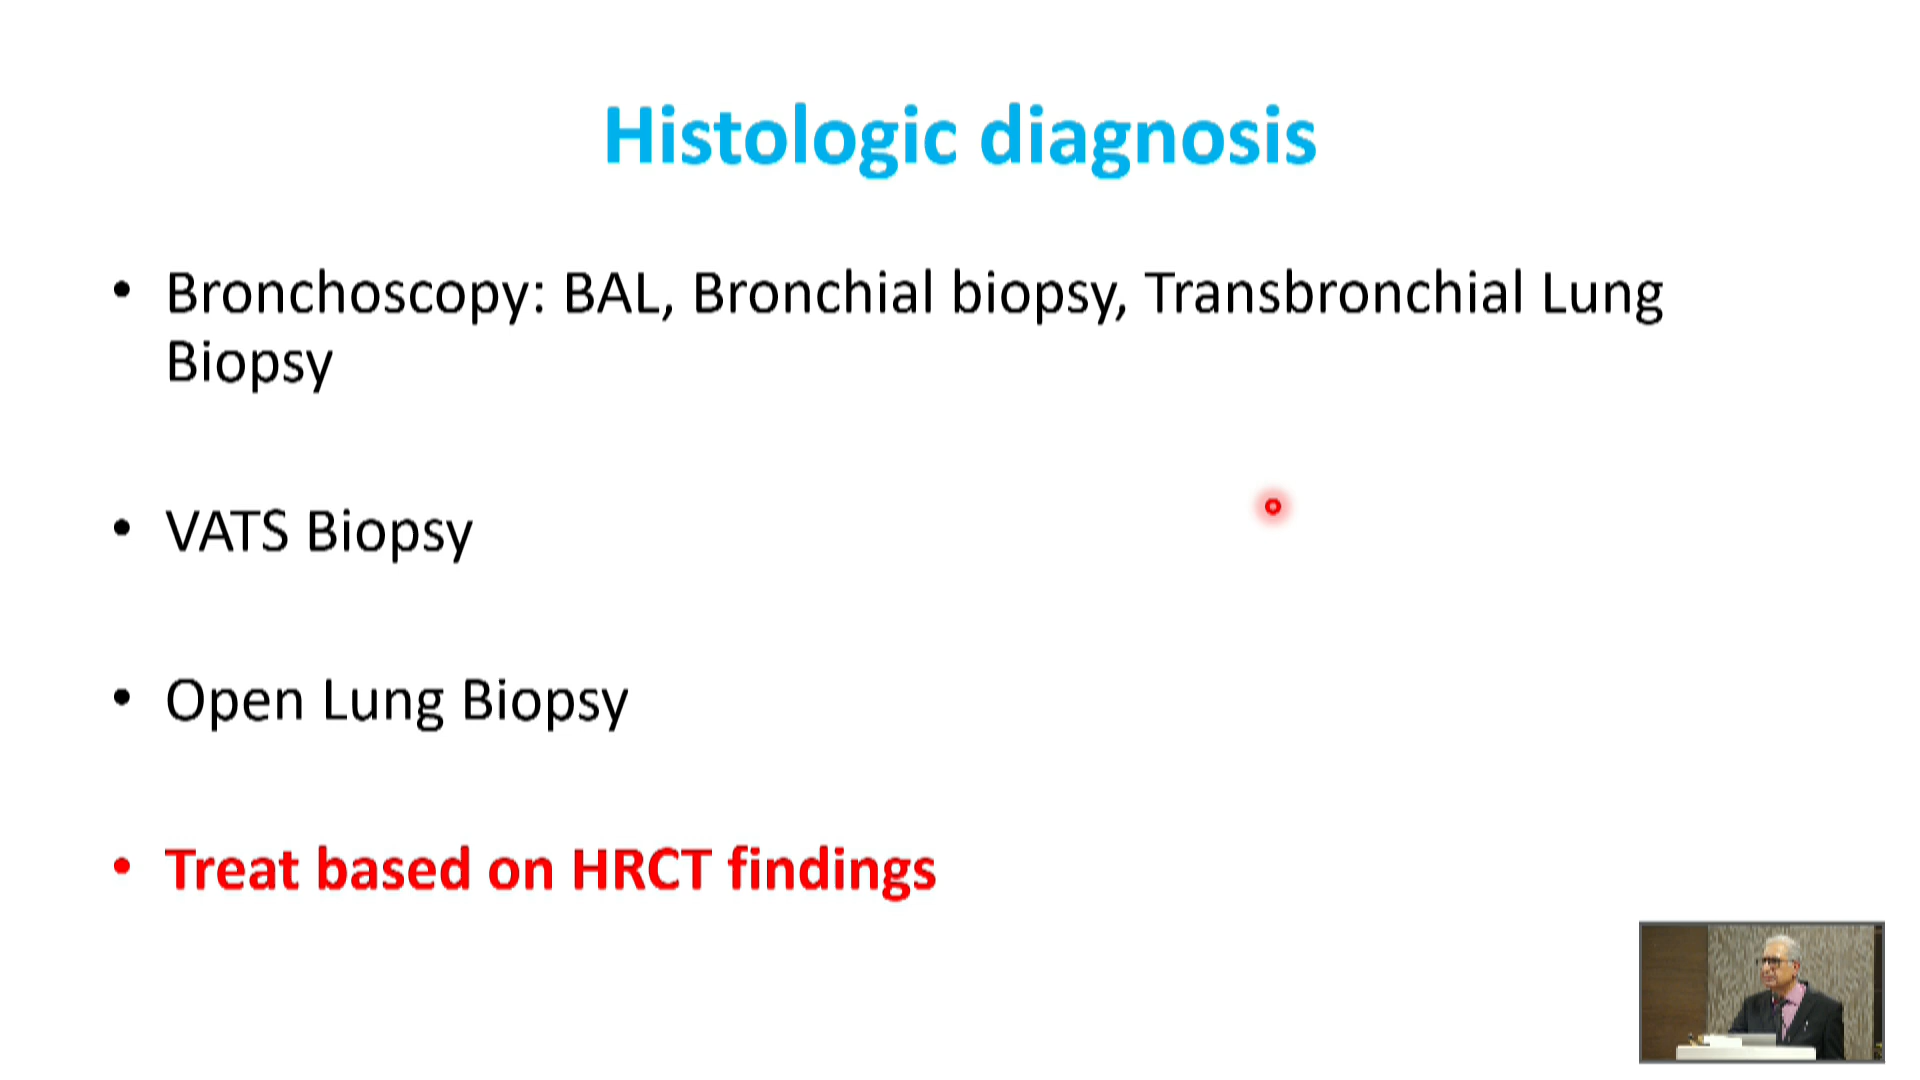 Histologic diagnosis
• Bronchoscopy: BAL, Bronchial biopsy, Transbronchial Lung
Biopsy
• VATS Biopsy
• Open Lung Biopsy
• Treat based on HRCT findings